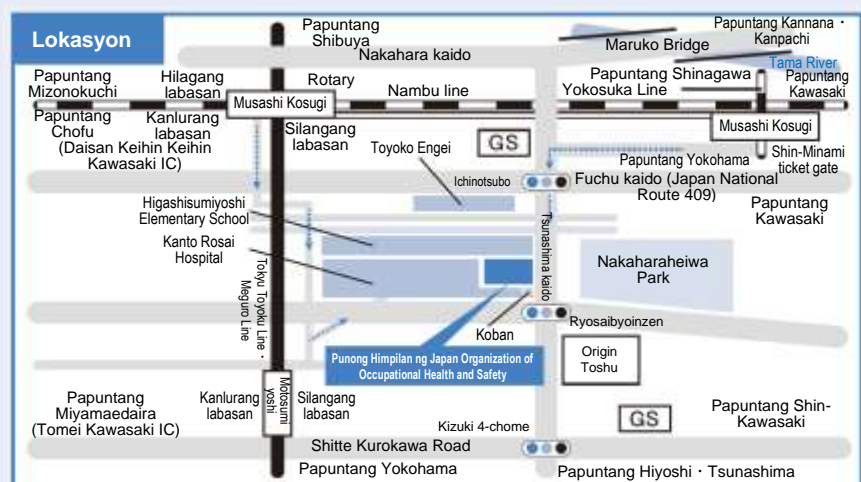 Lokasyon
Papuntang
Shibuya
Nakahara kaido
Maruko Bridge
Papuntang Kannana・
Kanpachi
Tama River
Papuntang
Mizonokuchi
Hilagang
labasan
Rotary
Nambu line
Papuntang Shinagawa
Yokosuka Line
Papuntang
Kawasaki
Musashi Kosugi
Musashi Kosugi
Papuntang
Chofu
(Daisan Keihin Keihin
Kawasaki IC)
Kanlurang
labasan
Silangang
labasan
Toyoko Engei
GS
Papuntang Yokohama
Shin-Minami
ticket gate
Ichinotsubo
Fuchu kaido (Japan National
Route 409)
Papuntang
Kawasaki
Higashisumiyoshi
Elementary School
Kanto Rosai
Hospital
Tsunashima kaido
Nakaharaheiwa
Park
Tokyu Toyoku Line・
Meguro Line
Koban
Ryosaibyoinzen
Punong Himpilan ng Japan Organization of
Occupational Health and Safety
Origin
Toshu
Papuntang
Miyamaedaira
(Tomei Kawasaki IC)
Kanlurang
labasan
Motosumi
yoshi
Silangang
labasan
Kizuki 4-chome
GS
Papuntang Shin-
Kawasaki
Shitte Kurokawa Road
Papuntang Yokohama
Papuntang Hiyoshi・Tsunashima